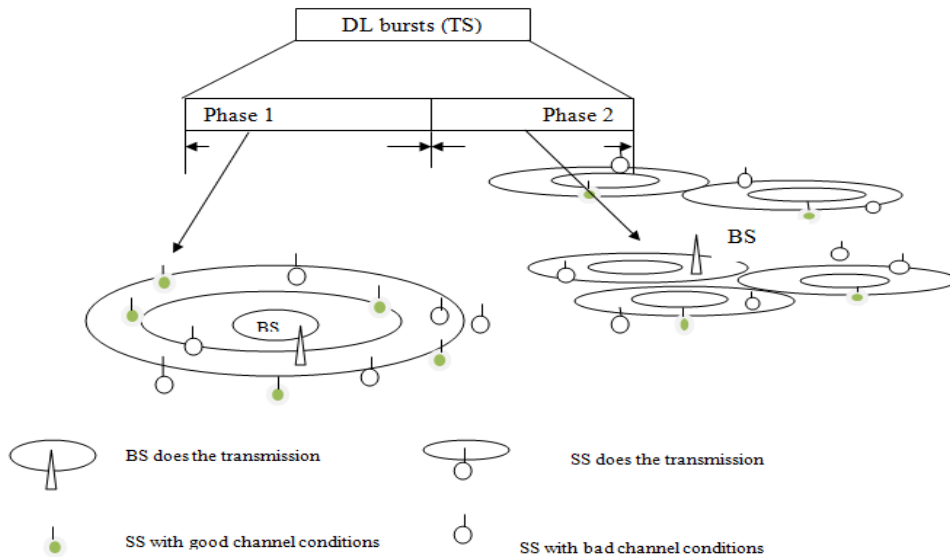 DL bursts (TS)
Phase 1
Phase 2
BS
BS
BS does the transmission
SS does the transmission
SS with good channel conditions
SS with bad channel conditions